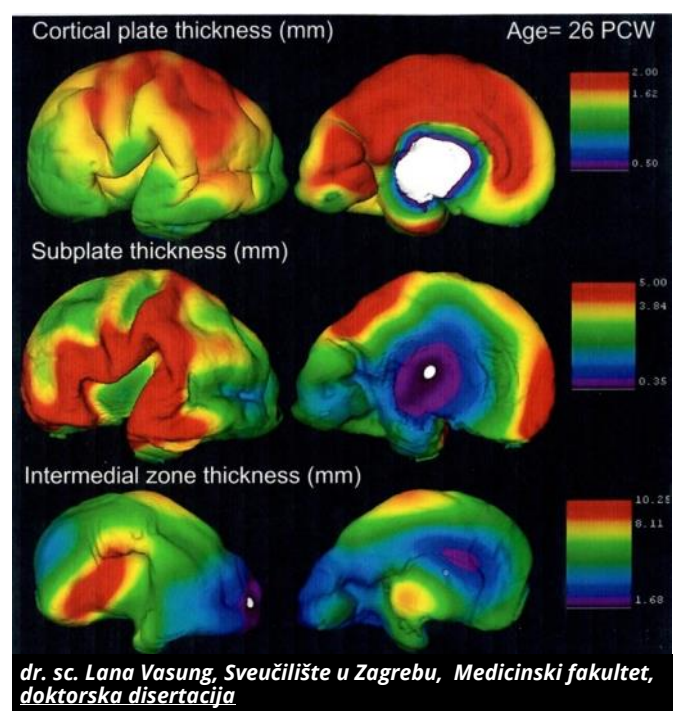 Cortical plate thickness (mm) Age= 26 PCW
2.00
1.62
0.50
Subplate thickness (mm)
5.00
3.84
0.35
Intermedial zone thickness (mm)
10.25
8.11
1.68
dr. sc. Lana Vasung, Sveučilište u Zagrebu, Medicinski fakultet,
doktorska disertacija